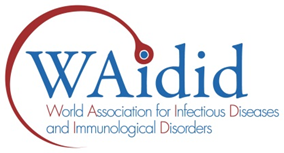 WAidid
World Association for Infectious Diseases
and Immunological Disorders